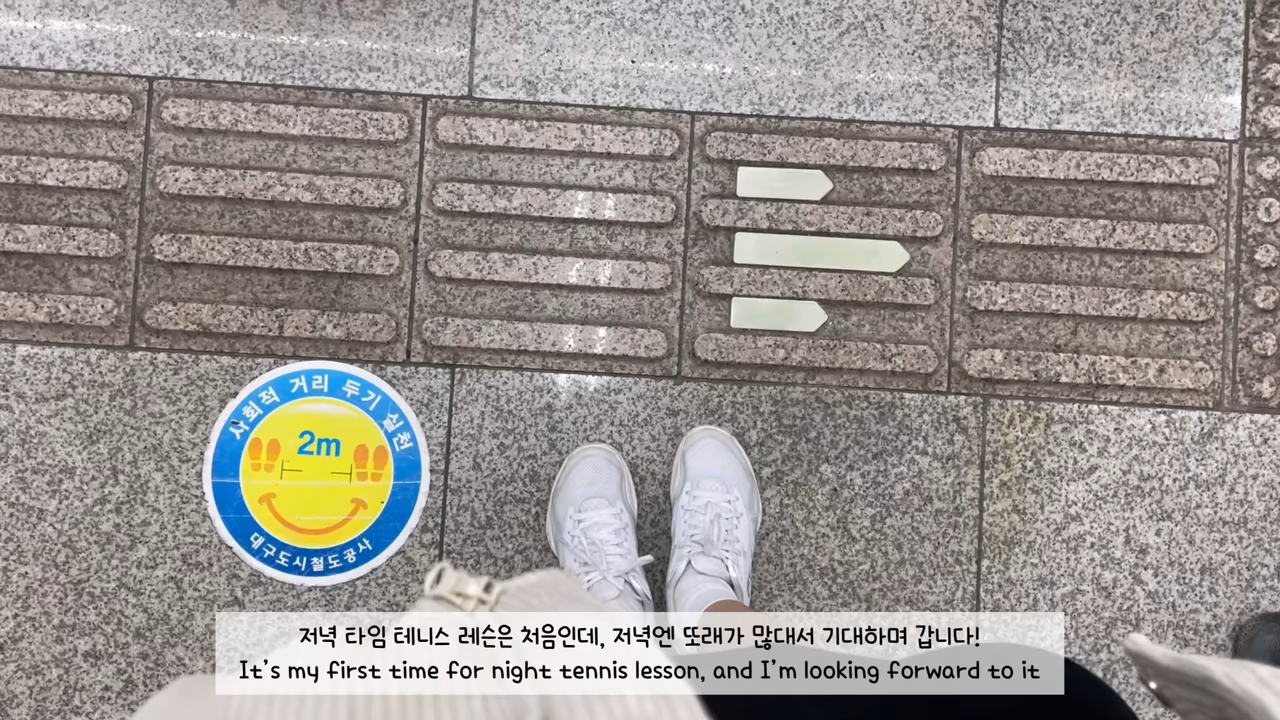 사회적 거리 두기 실천
2m
대구도시철도공사
저녁 타임 테니스 레슨은 처음인데, 저녁엔 또래가 많대서 기대하며 갑니다!
It's my first time for night tennis lesson, and I'm looking forward to it